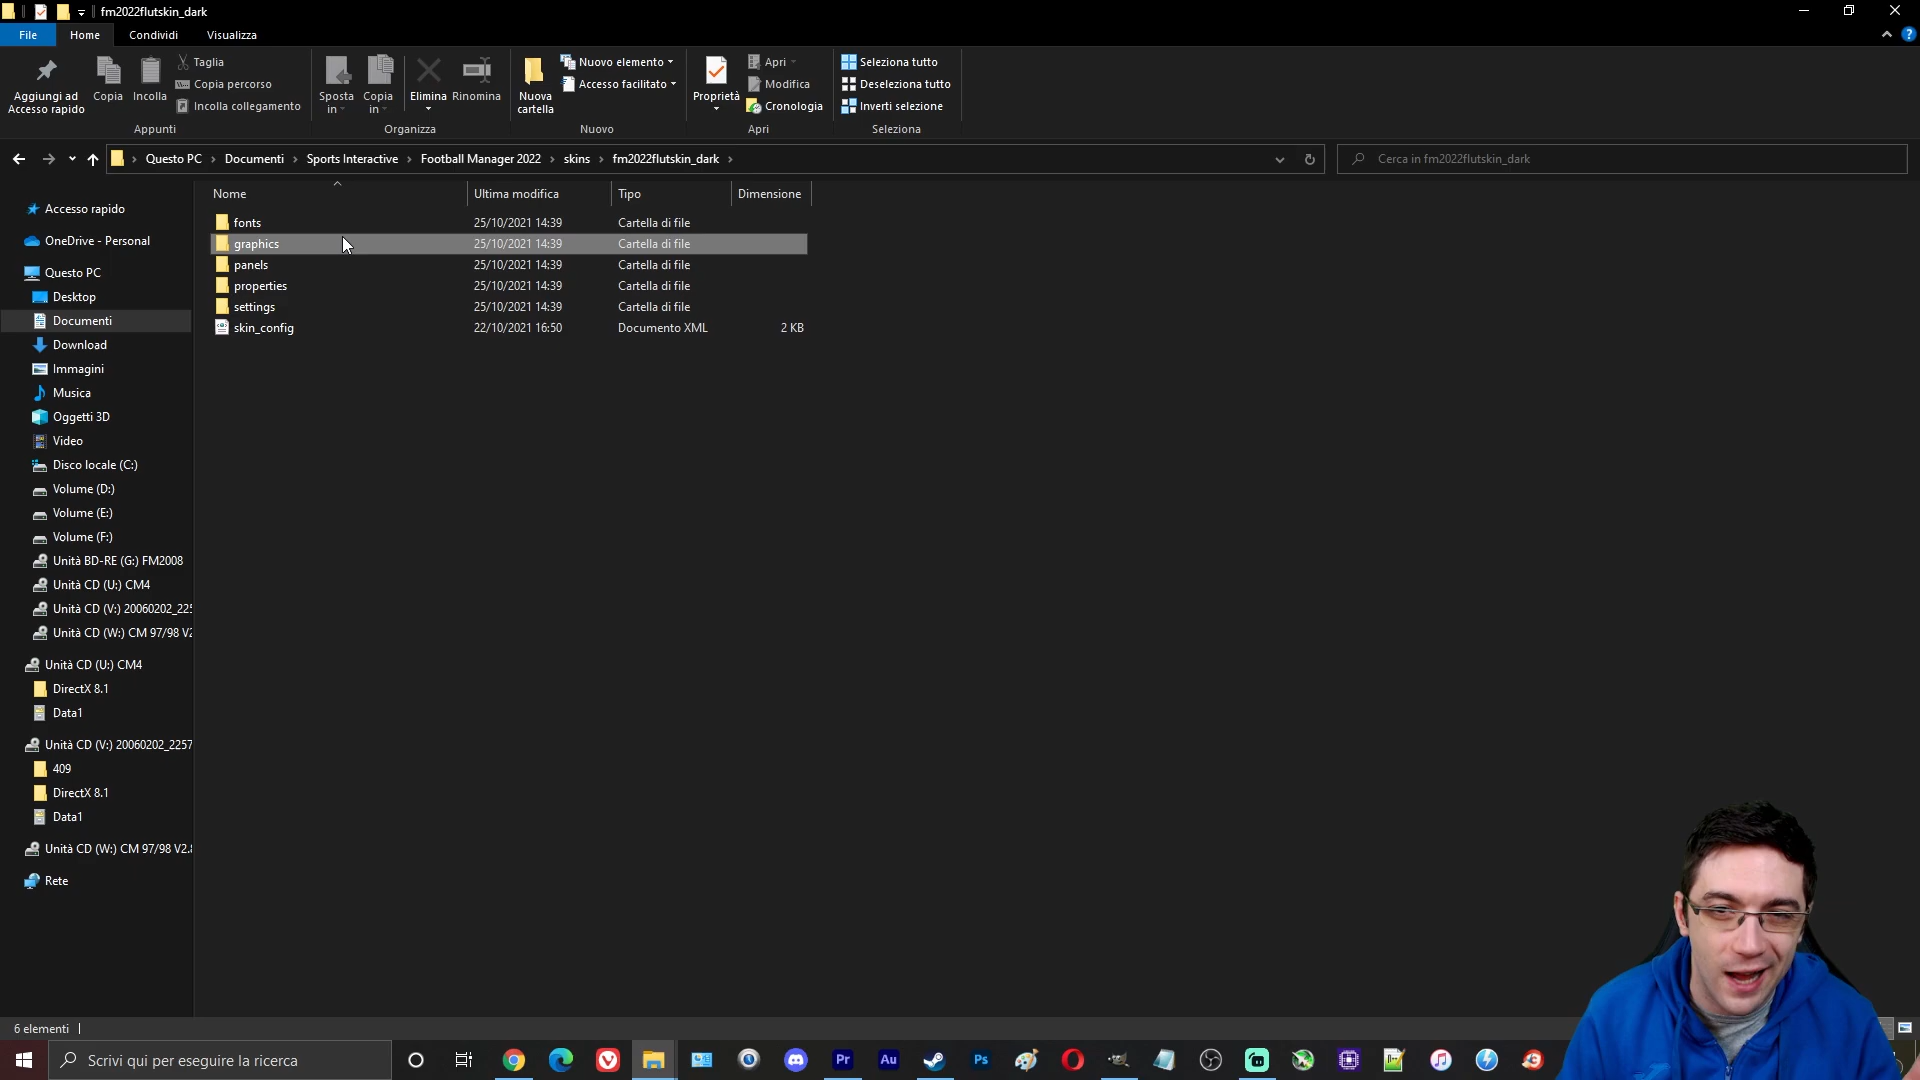 fm2022flutskin_dark
File Home Condividi Visualizza
Aggiungi ad Accesso rapido
Copia
Incolla
Taglia
Copia percorso
Incolla collegamento
Appunti
Sposta in
Copia in
Elimina
Rinomina
Organizza
Nuova cartella
Nuovo elemento
Accesso facilitato
Nuovo
Proprietà
Apri
Modifica
Cronologia
Apri
Seleziona tutto
Deseleziona tutto
Inverti selezione
Seleziona
Questo PC Documenti Sports Interactive Football Manager 2022 skins fm2022flutskin_dark
Cerca in fm2022flutskin_dark
Accesso rapido
OneDrive - Personal
Questo PC
Desktop
Documenti
Download
Immagini
Musica
Oggetti 3D
Video
Disco locale (C:)
Volume (D:)
Volume (E:)
Volume (F:)
Unità BD-RE (G:) FM2008
Unità CD (U:) CM4
Unità CD (V:) 20060202_225
Unità CD (W:) CM 97/98 V2
Unità CD (U:) CM4
DirectX 8.1
Data1
Unità CD (V:) 20060202_2257
409
DirectX 8.1
Data1
Unità CD (W:) CM 97/98 V2.
Rete
Nome Ultima modifica Tipo Dimensione
fonts 25/10/2021 14:39 Cartella di file
graphics 25/10/2021 14:39 Cartella di file
panels 25/10/2021 14:39 Cartella di file
properties 25/10/2021 14:39 Cartella di file
settings 25/10/2021 14:39 Cartella di file
skin_config 22/10/2021 16:50 Documento XML 2 KB
6 elementi
Scrivi qui per eseguire la ricerca
Pr
Au
Ps